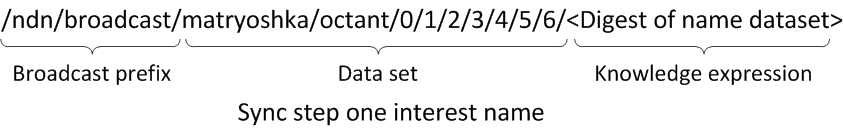 /ndn/broadcast/matryoshka/octant/0/1/2/3/4/5/6/<Digest of name dataset>
Broadcast prefix Data set Knowledge expression
Sync step one interest name